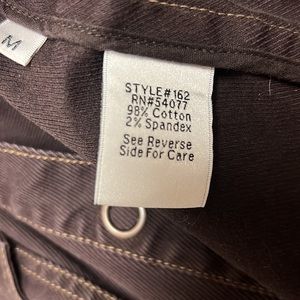 M
STYLE#162
RN#54077
98% Cotton
2% Spandex
See Reverse
Side For Care